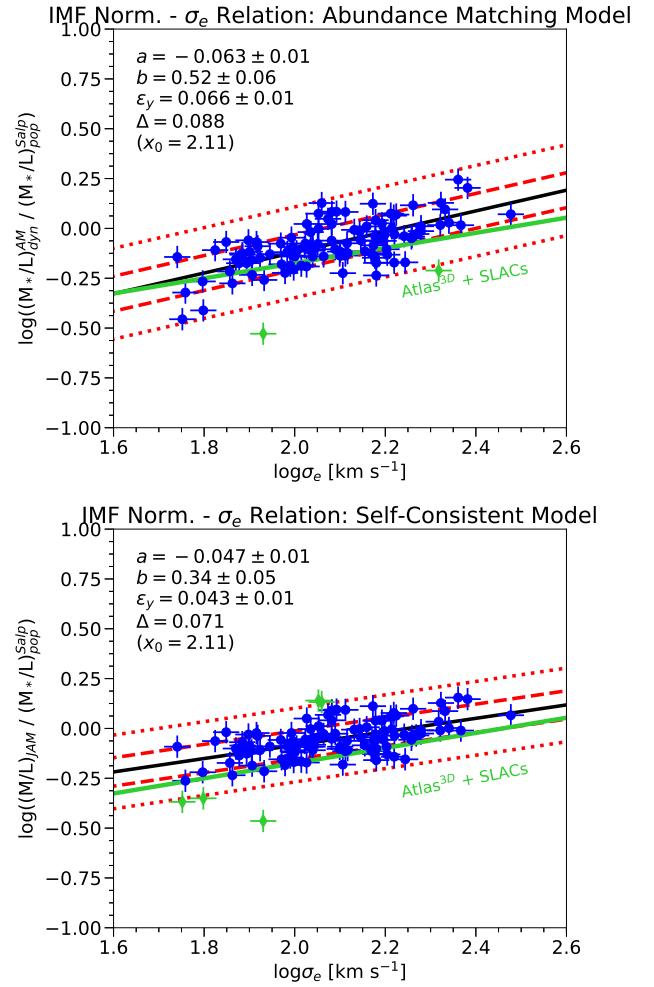 IMF Norm. - σₑ Relation: Abundance Matching Model
a = − 0.063 ± 0.01
b = 0.52 ± 0.06
εᵧ = 0.066 ± 0.01
Δ = 0.088
(x₀ = 2.11)
Atlas³ᴰ + SLACs
log((M∗/L)ᴬᴹ_dyn / (M∗/L)^Salp_pop)
1.00
0.75
0.50
0.25
0.00
−0.25
−0.50
−0.75
−1.00
1.6 1.8 2.0 2.2 2.4 2.6
logσₑ [km s⁻¹]
IMF Norm. - σₑ Relation: Self-Consistent Model
a = − 0.047 ± 0.01
b = 0.34 ± 0.05
εᵧ = 0.043 ± 0.01
Δ = 0.071
(x₀ = 2.11)
Atlas³ᴰ + SLACs
log((M/L)_JAM / (M∗/L)^Salp_pop)
1.00
0.75
0.50
0.25
0.00
−0.25
−0.50
−0.75
−1.00
1.6 1.8 2.0 2.2 2.4 2.6
logσₑ [km s⁻¹]